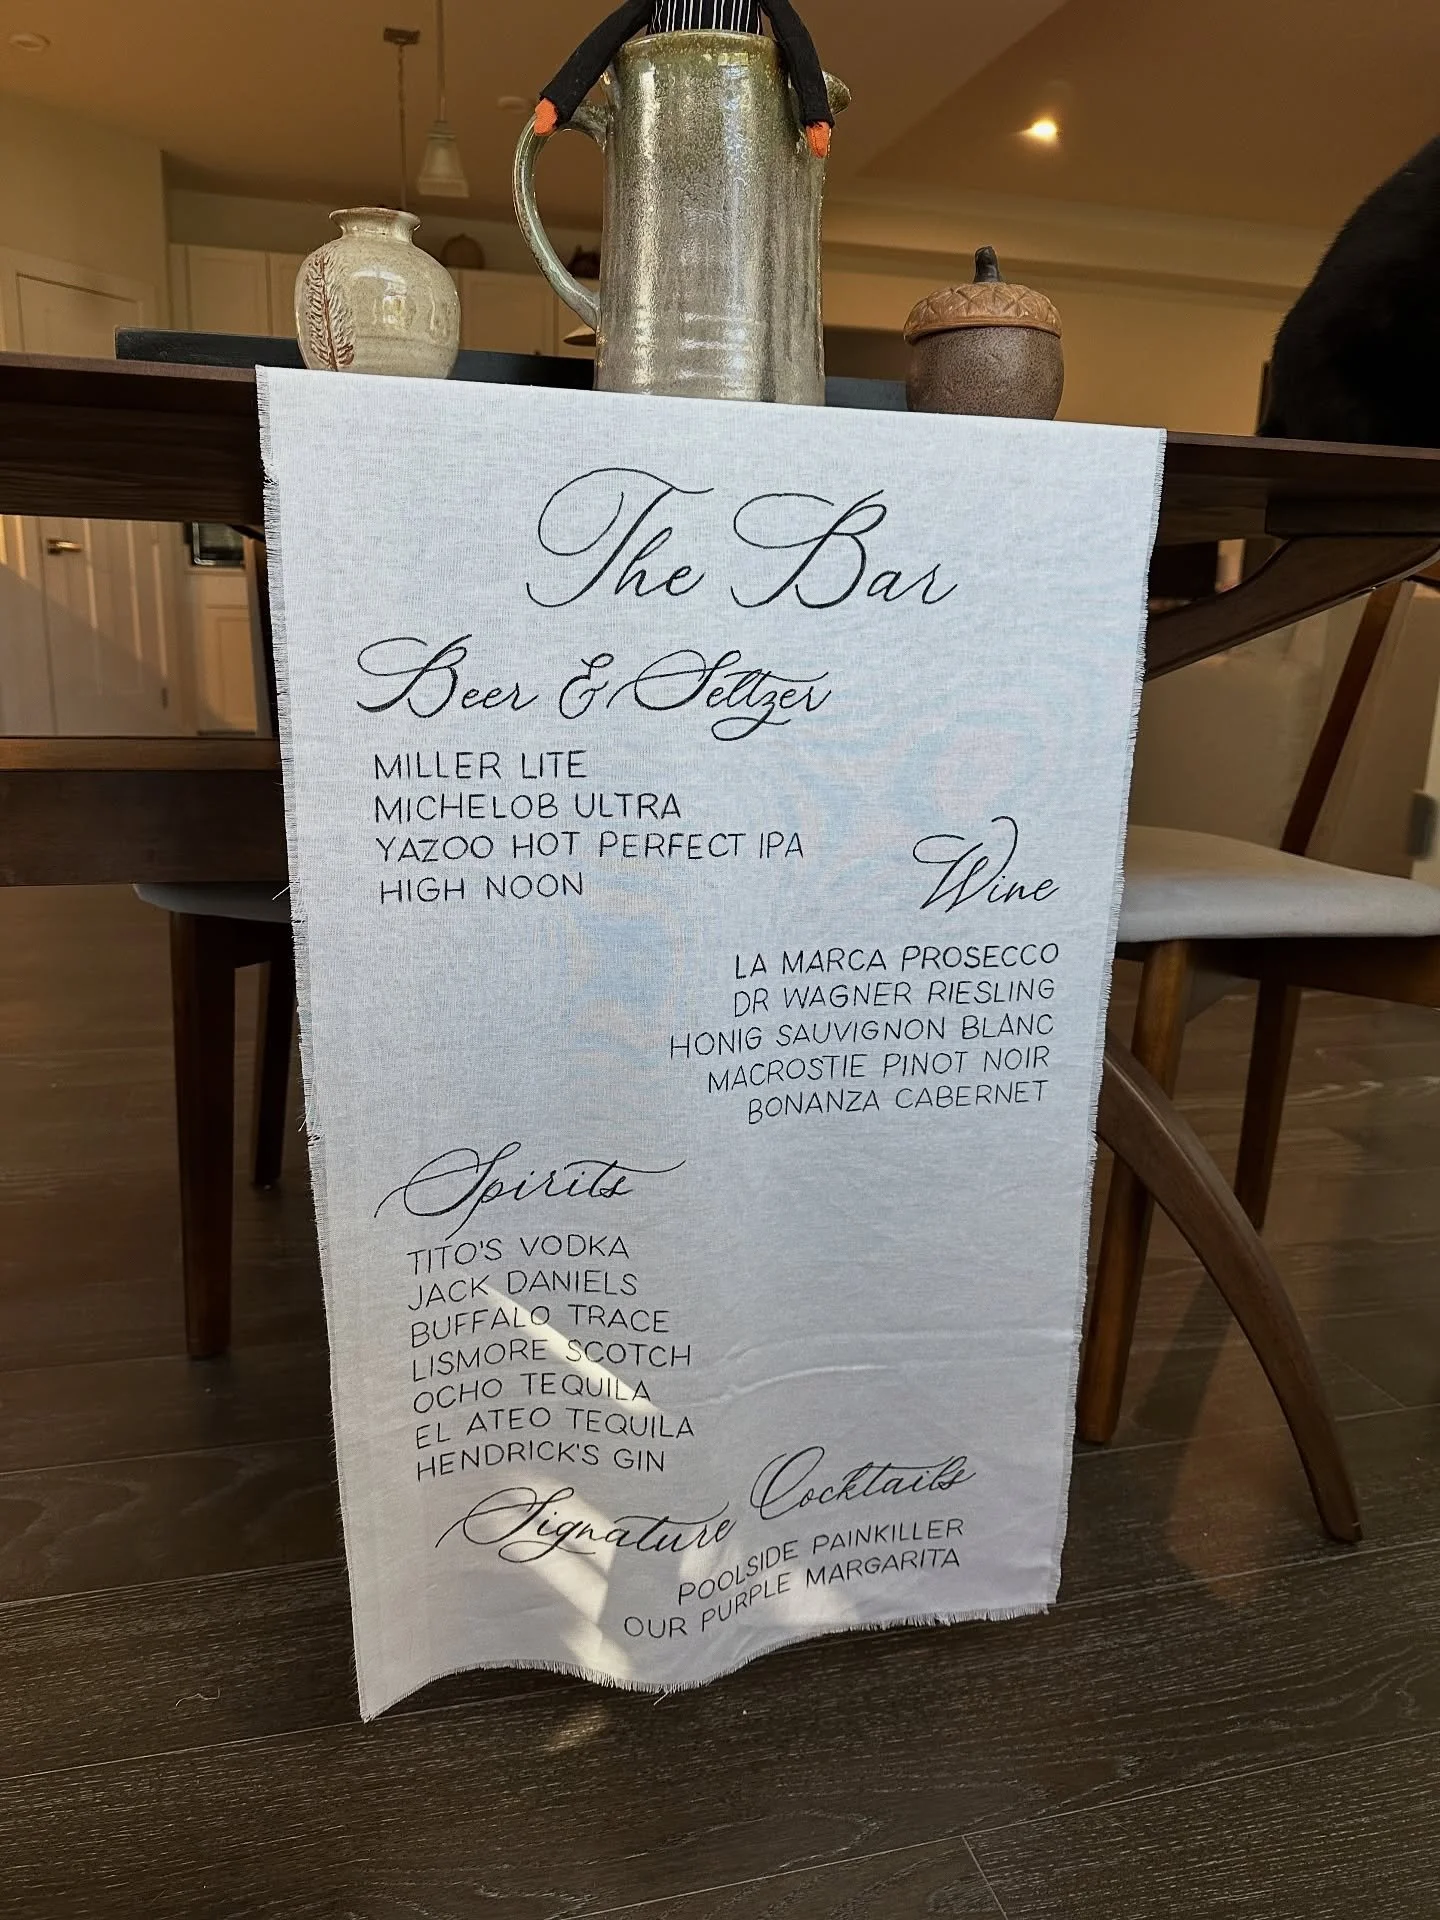 The Bar
Beer & Seltzer
MILLER LITE
MICHELOB ULTRA
YAZOO HOT PERFECT IPA
HIGH NOON
Wine
LA MARCA PROSECCO
DR WAGNER RIESLING
HONIG SAUVIGNON BLANC
MACROSTIE PINOT NOIR
BONANZA CABERNET
Spirits
TITO'S VODKA
JACK DANIELS
BUFFALO TRACE
LISMORE SCOTCH
OCHO TEQUILA
EL ATEO TEQUILA
HENDRICK'S GIN
Signature Cocktails
POOLSIDE PAINKILLER
OUR PURPLE MARGARITA